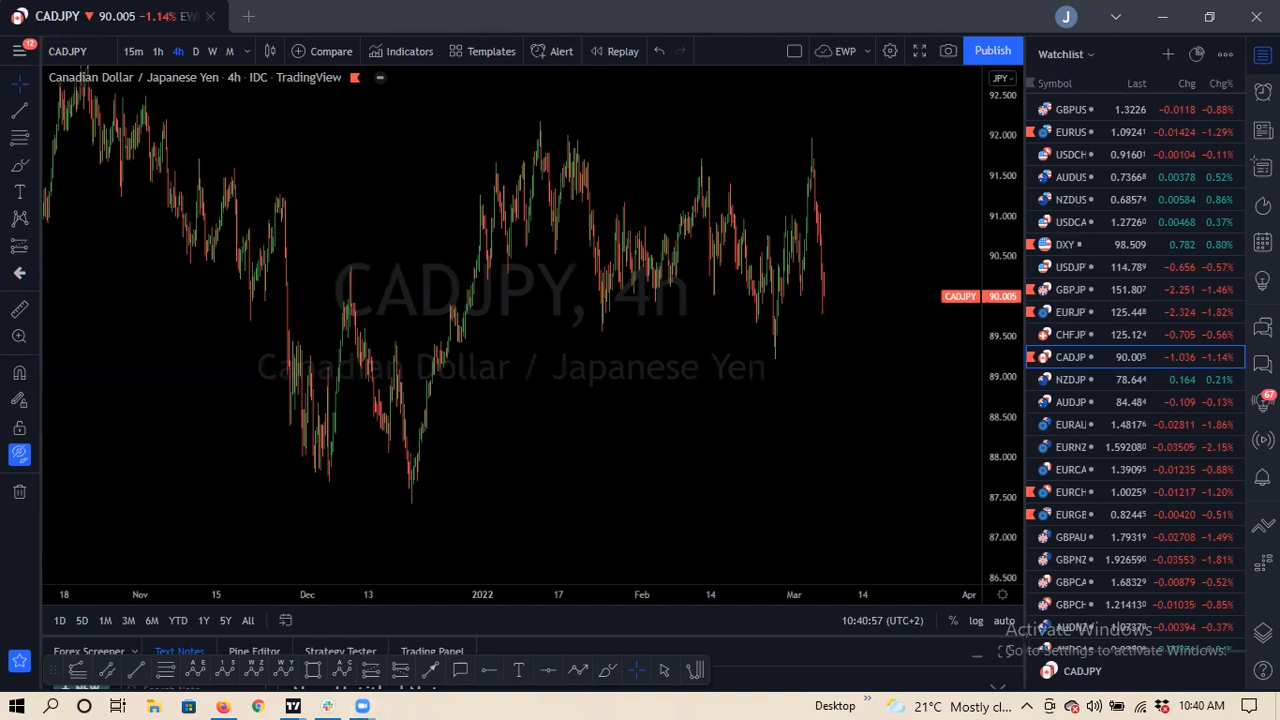 CADJPY ▼ 90.005 −1.14% EW
J
12
CADJPY 15m 1h 4h D W M Compare Indicators Templates Alert Replay EWP Publish
Canadian Dollar / Japanese Yen · 4h · IDC · TradingView
JPY
92.500
92.000
91.500
91.000
90.500
CADJPY 90.005
89.500
89.000
88.500
88.000
87.500
87.000
86.500
CADJPY, 4h
Canadian Dollar / Japanese Yen
18 Nov 15 Dec 13 2022 17 Feb 14 Mar 14 Apr
1D 5D 1M 3M 6M YTD 1Y 5Y All 10:40:57 (UTC+2) % log auto
Forex Screener Text Notes Pine Editor Strategy Tester Trading Panel
Watchlist
Symbol Last Chg Chg%
GBPUS 1.3226 −0.0118 −0.88%
EURUS 1.09241 −0.01424 −1.29%
USDCH 0.91601 −0.00104 −0.11%
AUDUS 0.73668 0.00378 0.52%
NZDUS 0.68574 0.00584 0.86%
USDCA 1.27260 0.00468 0.37%
DXY 98.509 0.782 0.80%
USDJP 114.789 −0.656 −0.57%
GBPJP 151.807 −2.251 −1.46%
EURJP 125.448 −2.324 −1.82%
CHFJP 125.124 −0.705 −0.56%
CADJP 90.005 −1.036 −1.14%
NZDJP 78.644 0.164 0.21%
AUDJP 84.484 −0.109 −0.13%
67
EURAU 1.48176 −0.02811 −1.86%
EURNZ 1.592080 −0.03505 −2.15%
EURCA 1.39095 −0.01235 −0.88%
EURCH 1.00259 −0.01217 −1.20%
EURGB 0.82445 −0.00420 −0.51%
GBPAU 1.79319 −0.02708 −1.49%
GBPNZ 1.926590 −0.03553 −1.81%
GBPCA 1.68329 −0.00879 −0.52%
GBPCH 1.21413 −0.01035 −0.85%
AUDNZ 1.07379 −0.00394 −0.37%
Activate Windows
Go to Settings to activate Windows.
CADJPY
Desktop 21°C Mostly cl... 10:40 AM